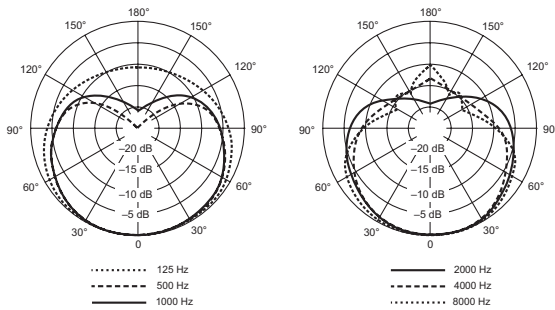 180°
150° 150°
120° 120°
90° 90°
60° 60°
30° 30°
0
–20 dB
–15 dB
–10 dB
–5 dB
125 Hz
500 Hz
1000 Hz
180°
150° 150°
120° 120°
90° 90°
60° 60°
30° 30°
0
–20 dB
–15 dB
–10 dB
–5 dB
2000 Hz
4000 Hz
8000 Hz